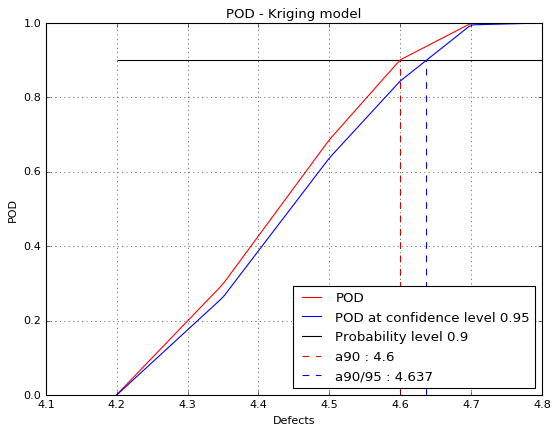 POD - Kriging model
1.0
0.8
0.6
0.4
0.2
0.0
POD
POD
POD at confidence level 0.95
Probability level 0.9
a90 : 4.6
a90/95 : 4.637
4.1 4.2 4.3 4.4 4.5 4.6 4.7 4.8
Defects